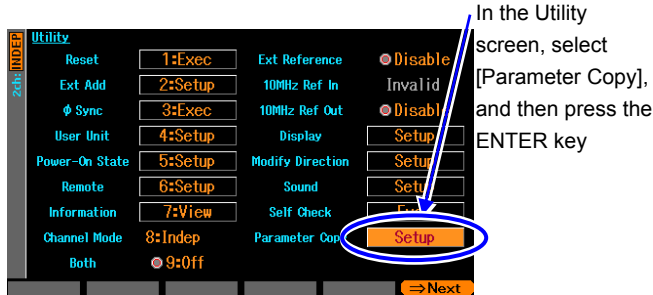 In the Utility
screen, select
[Parameter Copy],
and then press the
ENTER key
2ch: INDEP
Utility
Reset 1:Exec Ext Reference Disable
Ext Add 2:Setup 10MHz Ref In Invalid
ϕ Sync 3:Exec 10MHz Ref Out Disable
User Unit 4:Setup Display Setup
Power-On State 5:Setup Modify Direction Setup
Remote 6:Setup Sound Setup
Information 7:View Self Check
Channel Mode 8:Indep Parameter Copy Setup
Both 9:Off
⇒Next